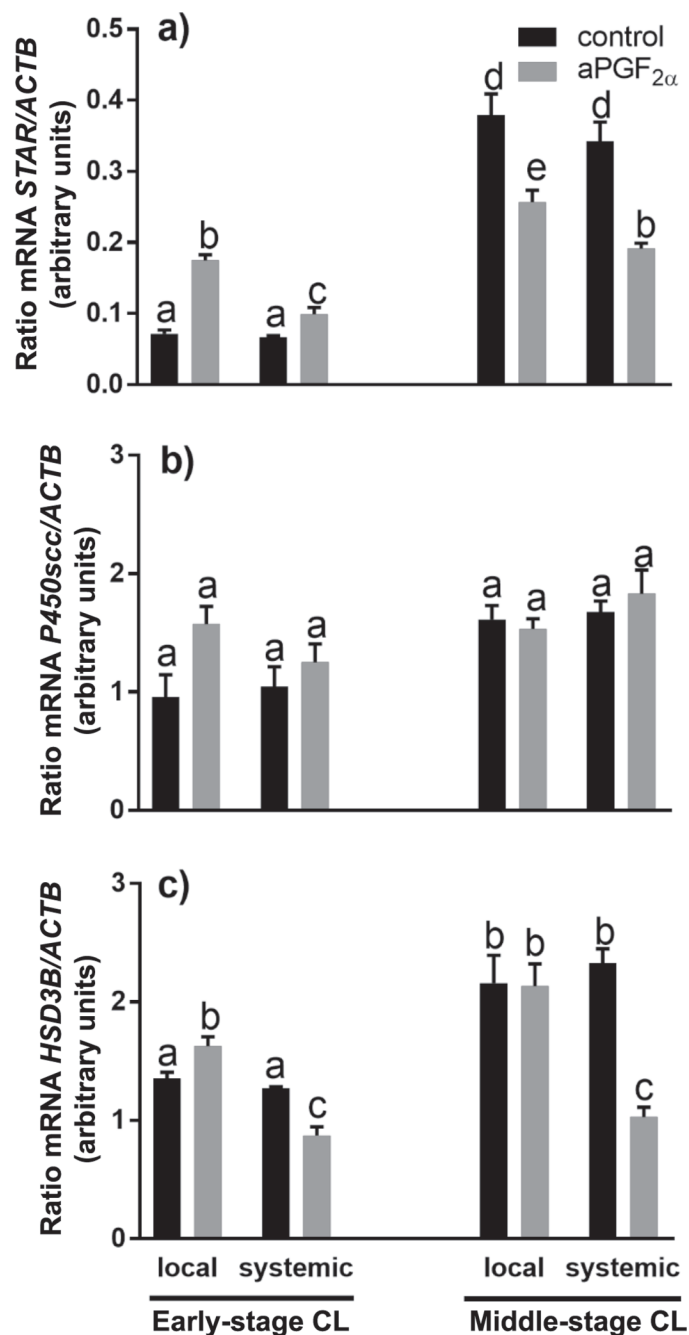 a)
control
aPGF2α
Ratio mRNA STAR/ACTB
(arbitrary units)
0.5
0.4
0.3
0.2
0.1
0.0
a
b
a
c
d
e
d
b
b)
Ratio mRNA P450scc/ACTB
(arbitrary units)
3
2
1
0
a
a
a
a
a
a
a
a
c)
Ratio mRNA HSD3B/ACTB
(arbitrary units)
3
2
1
0
a
b
a
c
b
b
b
c
local systemic local systemic
Early-stage CL Middle-stage CL